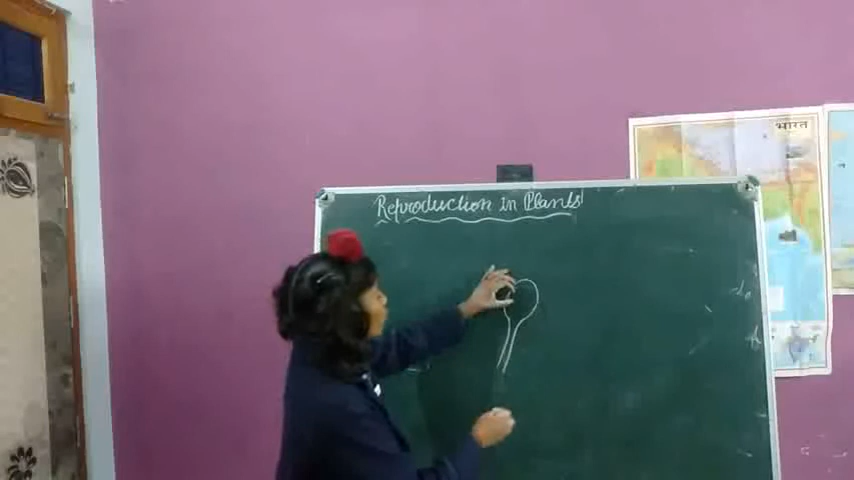 Reproduction in Plants
भारत